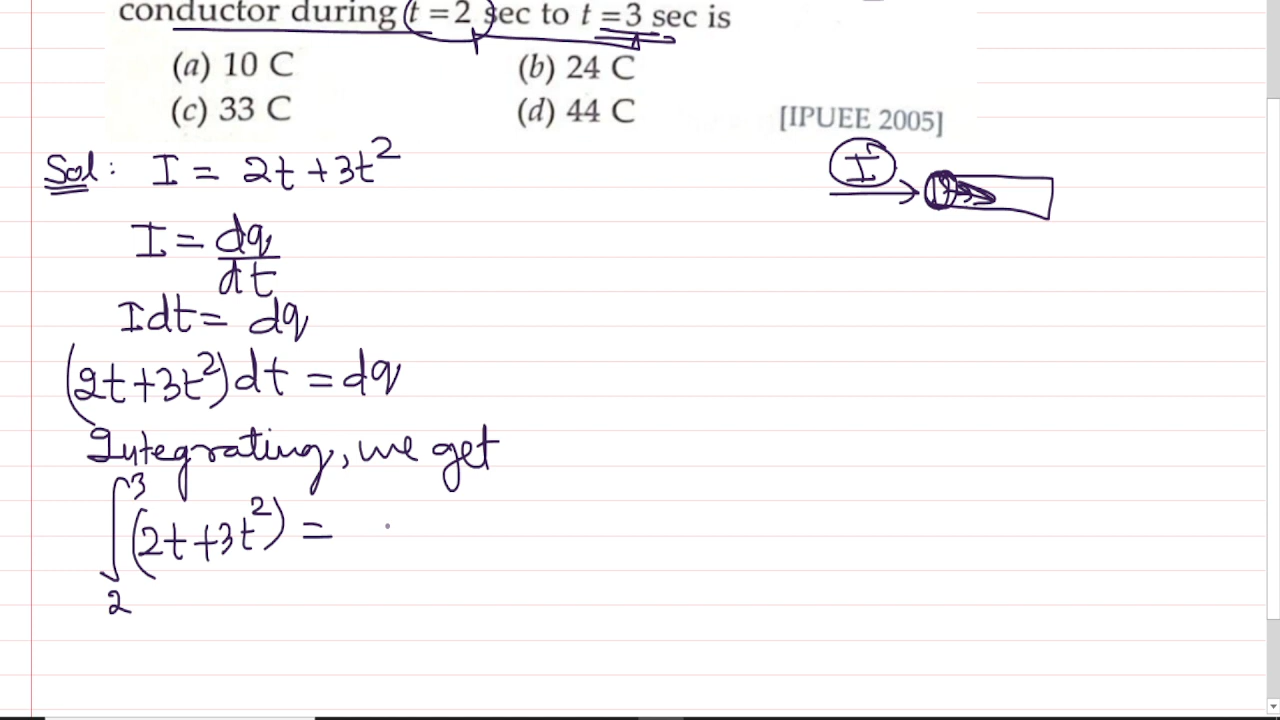 conductor during t = 2 sec to t = 3 sec is
(a) 10 C (b) 24 C
(c) 33 C (d) 44 C
[IPUEE 2005]
Sol: I = 2t + 3t²
I
I = dq/dt
Idt = dq
(2t + 3t²) dt = dq
Integrating, we get
∫₂³ (2t + 3t²) =